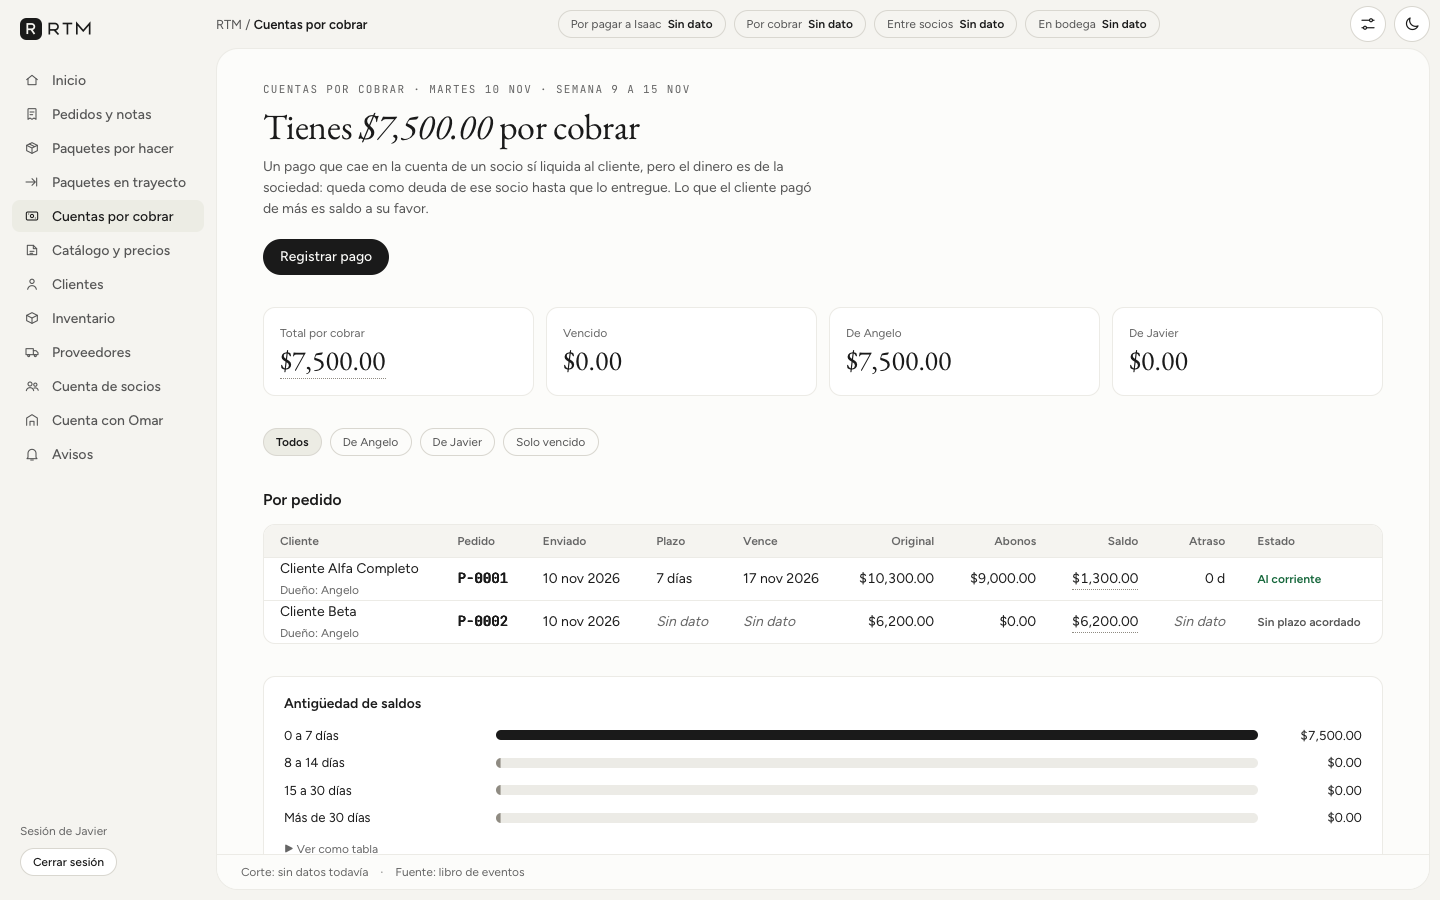 R RTM
RTM / Cuentas por cobrar
Por pagar a Isaac Sin dato
Por cobrar Sin dato
Entre socios Sin dato
En bodega Sin dato
Inicio
Pedidos y notas
Paquetes por hacer
Paquetes en trayecto
Cuentas por cobrar
Catálogo y precios
Clientes
Inventario
Proveedores
Cuenta de socios
Cuenta con Omar
Avisos
Sesión de Javier
Cerrar sesión
CUENTAS POR COBRAR · MARTES 10 NOV · SEMANA 9 A 15 NOV
Tienes $7,500.00 por cobrar
Un pago que cae en la cuenta de un socio sí liquida al cliente, pero el dinero es de la
sociedad: queda como deuda de ese socio hasta que lo entregue. Lo que el cliente pagó
de más es saldo a su favor.
Registrar pago
Total por cobrar
$7,500.00
Vencido
$0.00
De Angelo
$7,500.00
De Javier
$0.00
Todos De Angelo De Javier Solo vencido
Por pedido
Cliente Pedido Enviado Plazo Vence Original Abonos Saldo Atraso Estado
Cliente Alfa Completo
Dueño: Angelo
P-0001 10 nov 2026 7 días 17 nov 2026 $10,300.00 $9,000.00 $1,300.00 0 d Al corriente
Cliente Beta
Dueño: Angelo
P-0002 10 nov 2026 Sin dato Sin dato $6,200.00 $0.00 $6,200.00 Sin dato Sin plazo acordado
Antigüedad de saldos
0 a 7 días $7,500.00
8 a 14 días $0.00
15 a 30 días $0.00
Más de 30 días $0.00
Ver como tabla
Corte: sin datos todavía · Fuente: libro de eventos